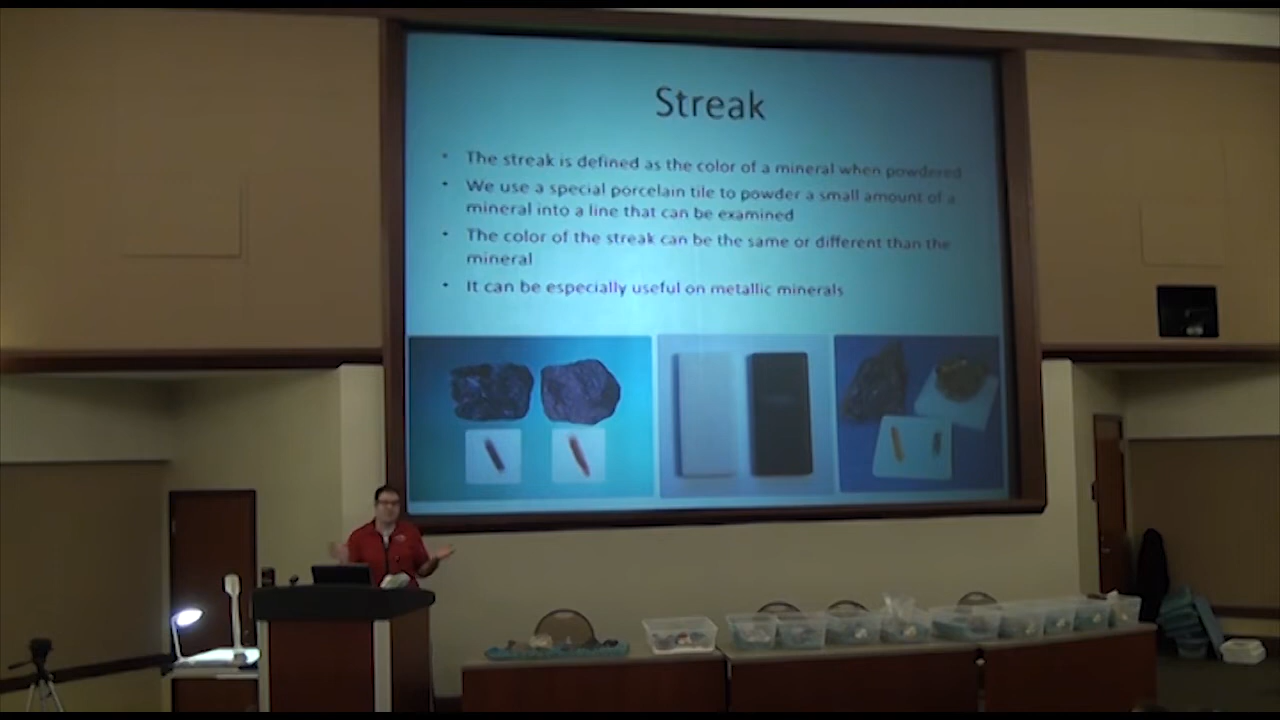 Streak
• The streak is defined as the color of a mineral when powdered
• We use a special porcelain tile to powder a small amount of a
mineral into a line that can be examined
• The color of the streak can be the same or different than the
mineral
• It can be especially useful on metallic minerals